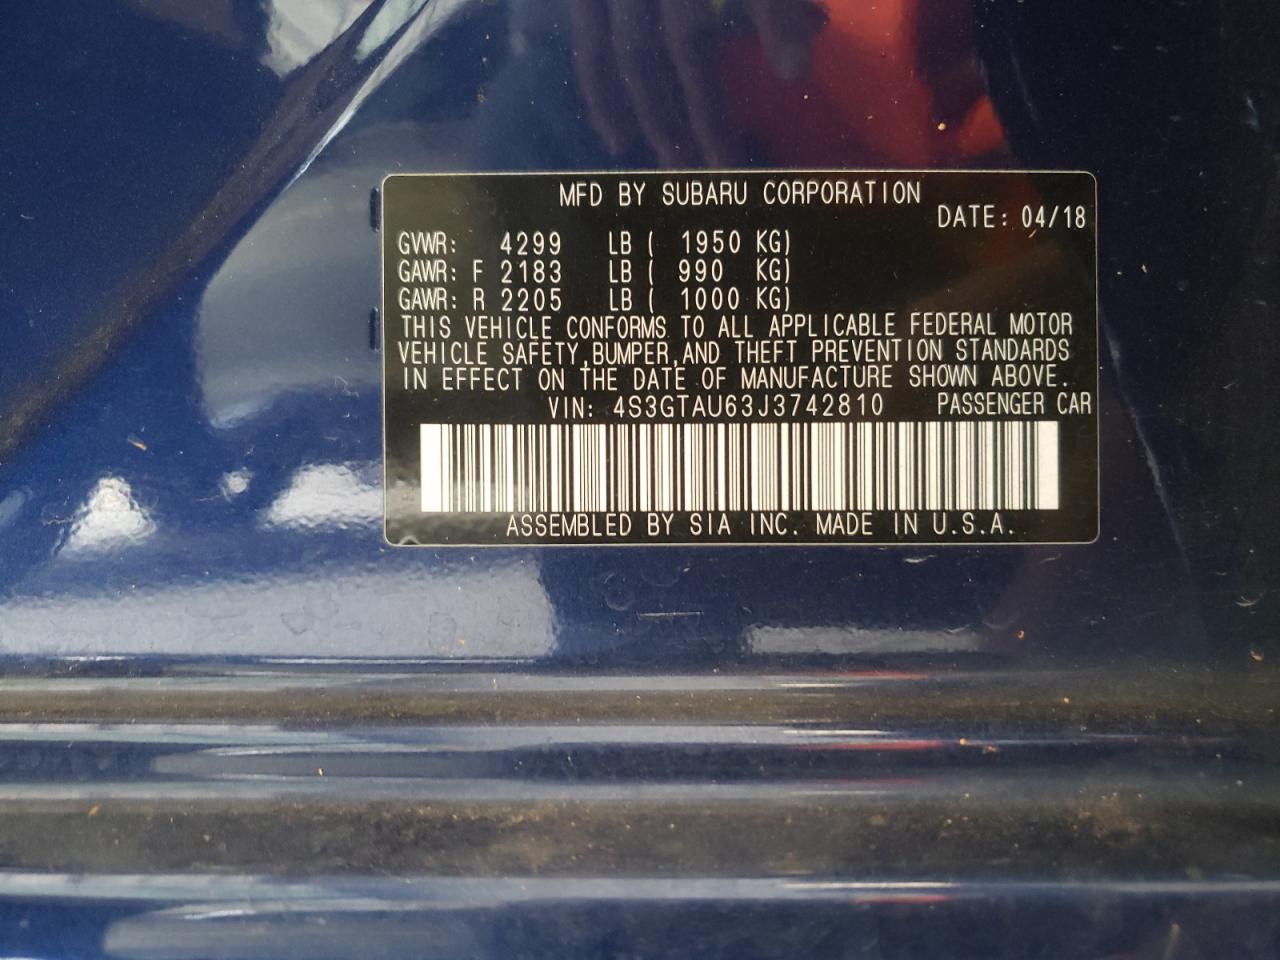 MFD BY SUBARU CORPORATION
DATE: 04/18
GVWR: 4299 LB ( 1950 KG)
GAWR: F 2183 LB ( 990 KG)
GAWR: R 2205 LB ( 1000 KG)
THIS VEHICLE CONFORMS TO ALL APPLICABLE FEDERAL MOTOR
VEHICLE SAFETY,BUMPER,AND THEFT PREVENTION STANDARDS
IN EFFECT ON THE DATE OF MANUFACTURE SHOWN ABOVE.
VIN: 4S3GTAU63J3742810 PASSENGER CAR
ASSEMBLED BY SIA INC. MADE IN U.S.A.